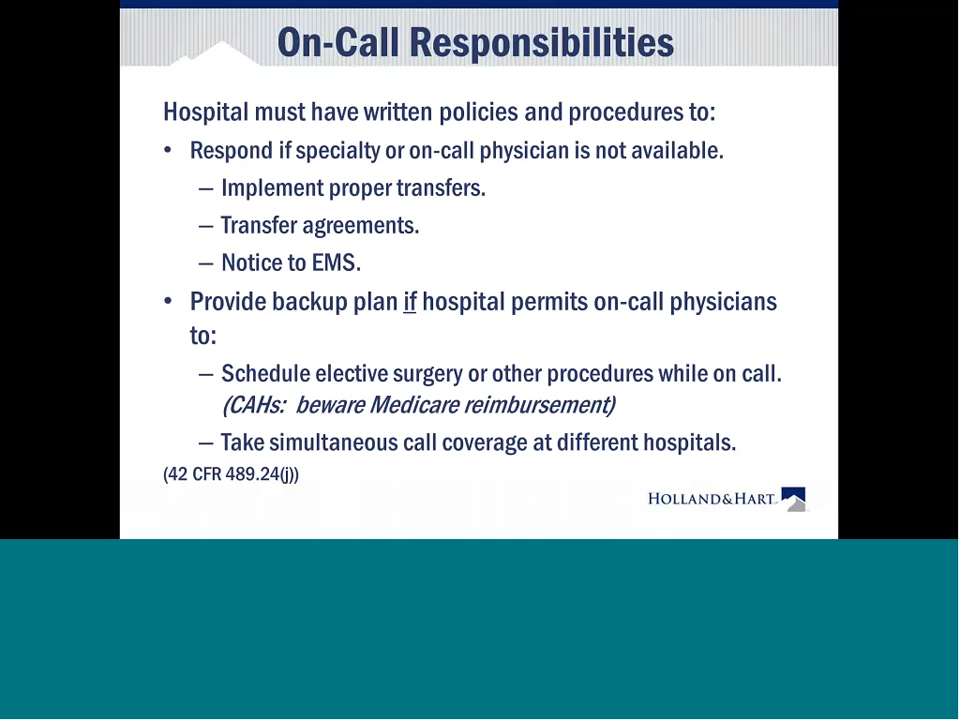 On-Call Responsibilities
Hospital must have written policies and procedures to:
• Respond if specialty or on-call physician is not available.
– Implement proper transfers.
– Transfer agreements.
– Notice to EMS.
• Provide backup plan if hospital permits on-call physicians
to:
– Schedule elective surgery or other procedures while on call.
(CAHs:  beware Medicare reimbursement)
– Take simultaneous call coverage at different hospitals.
(42 CFR 489.24(j))
HOLLAND&HART